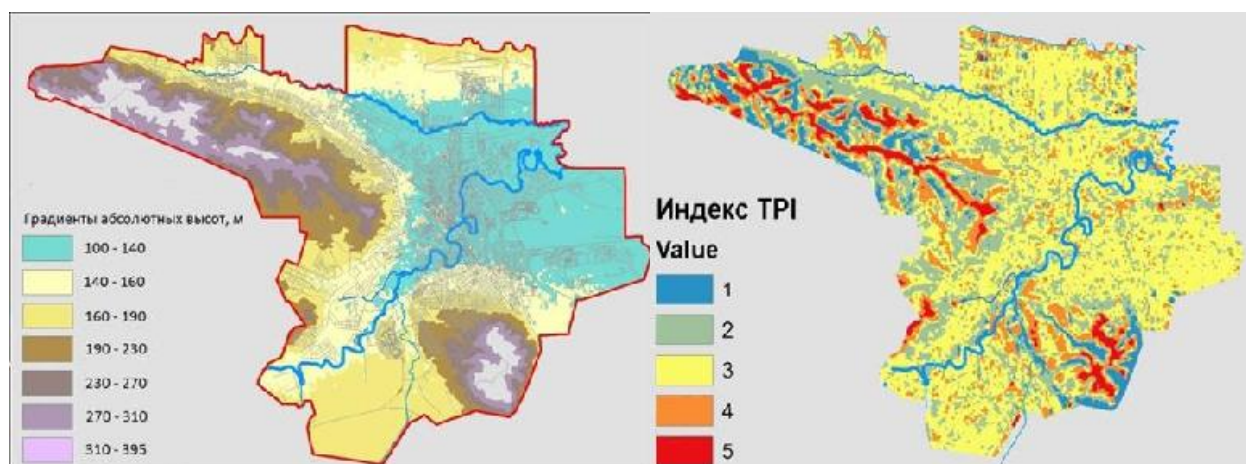 Градиенты абсолютных высот, м
100 - 140
140 - 160
160 - 190
190 - 230
230 - 270
270 - 310
310 - 395
Индекс TPI
Value
1
2
3
4
5